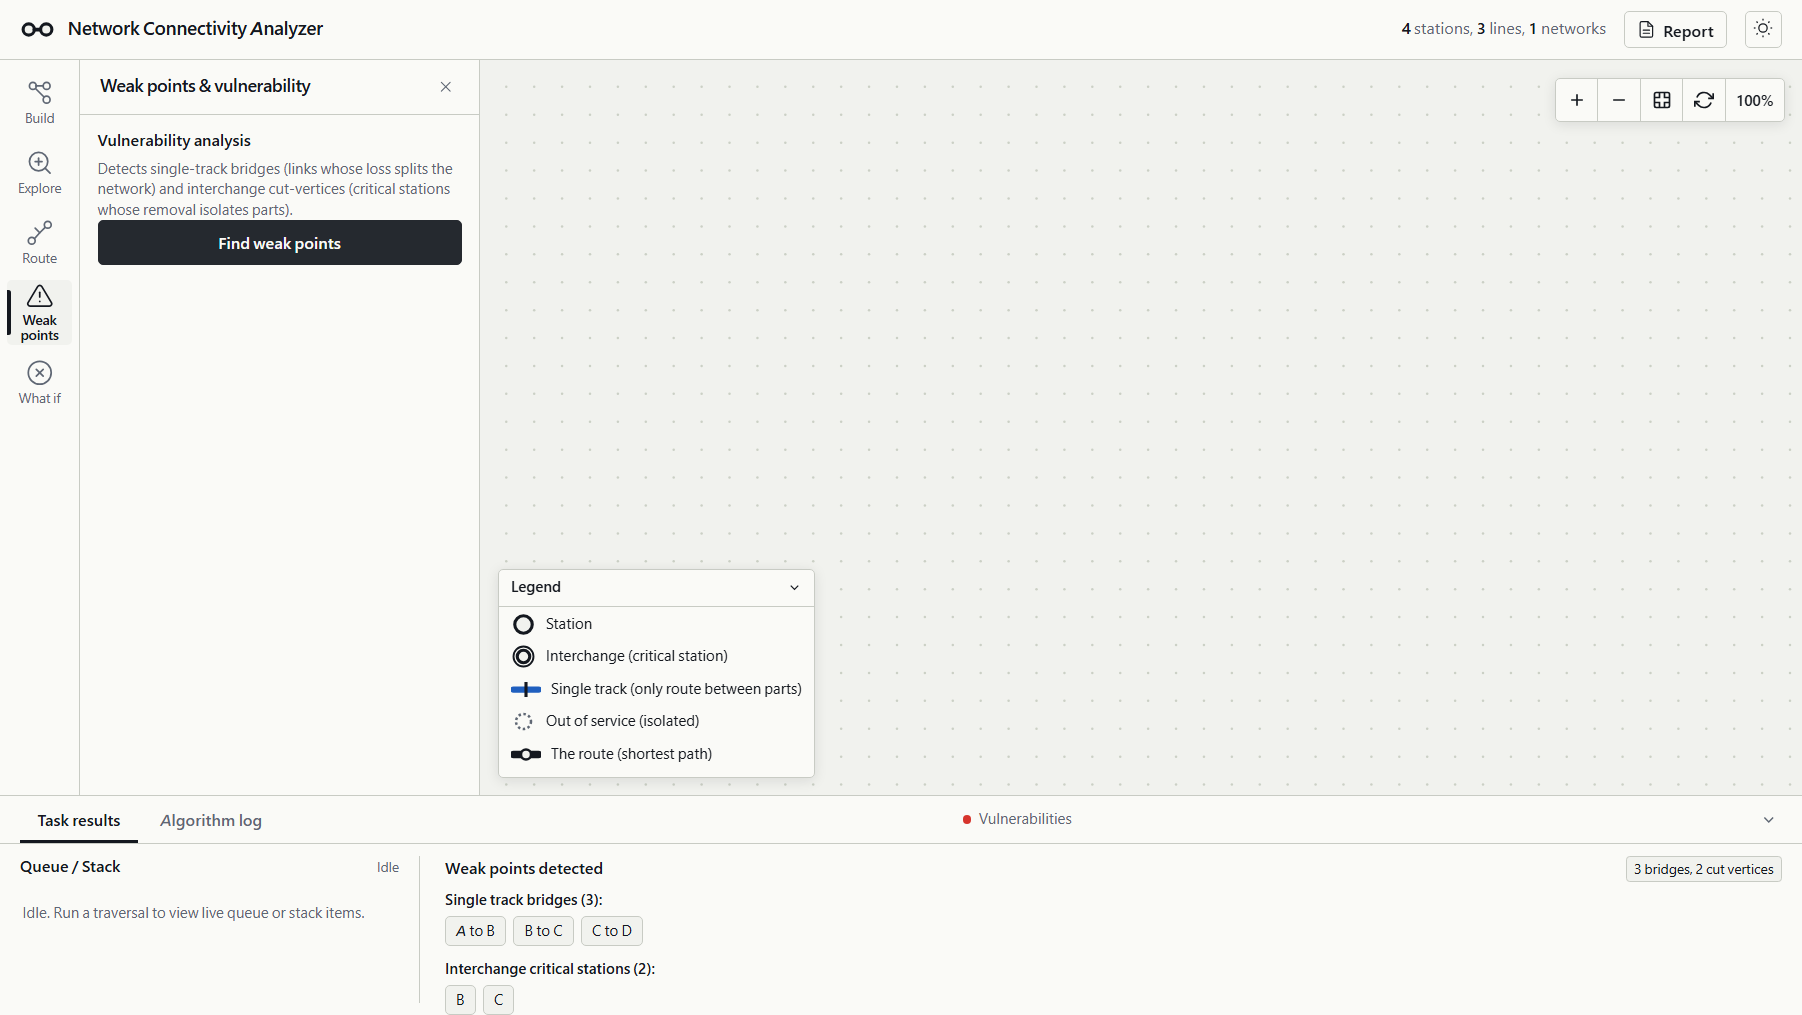 Network Connectivity Analyzer
4 stations, 3 lines, 1 networks
Report
Build
Explore
Route
Weak
points
What if
Weak points & vulnerability
Vulnerability analysis
Detects single-track bridges (links whose loss splits the
network) and interchange cut-vertices (critical stations
whose removal isolates parts).
Find weak points
100%
Legend
Station
Interchange (critical station)
Single track (only route between parts)
Out of service (isolated)
The route (shortest path)
Task results
Algorithm log
Vulnerabilities
Queue / Stack
Idle
Idle. Run a traversal to view live queue or stack items.
Weak points detected
3 bridges, 2 cut vertices
Single track bridges (3):
A to B
B to C
C to D
Interchange critical stations (2):
B
C